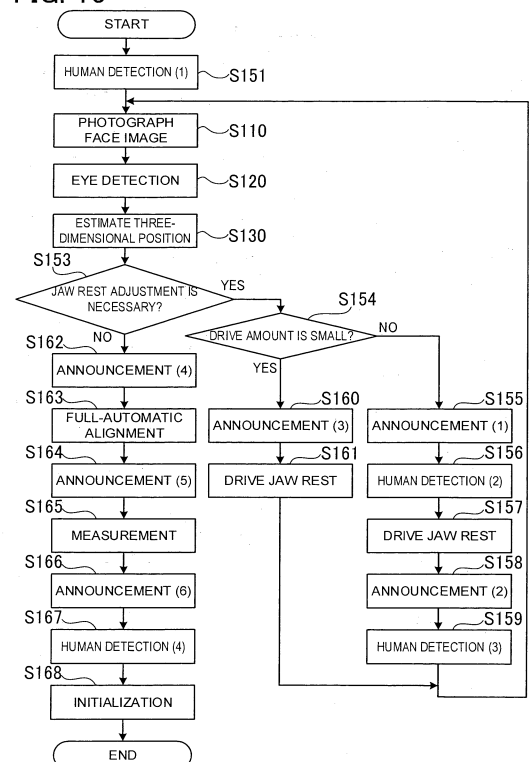 START
HUMAN DETECTION (1)
S151
PHOTOGRAPH
FACE IMAGE
S110
EYE DETECTION
S120
ESTIMATE THREE-
DIMENSIONAL POSITION
S130
S153
JAW REST ADJUSTMENT IS
NECESSARY?
YES
NO
S154
DRIVE AMOUNT IS SMALL?
NO
YES
S162
ANNOUNCEMENT (4)
S163
FULL-AUTOMATIC
ALIGNMENT
S164
ANNOUNCEMENT (5)
S165
MEASUREMENT
S166
ANNOUNCEMENT (6)
S167
HUMAN DETECTION (4)
S168
INITIALIZATION
END
S160
ANNOUNCEMENT (3)
S161
DRIVE JAW REST
S155
ANNOUNCEMENT (1)
S156
HUMAN DETECTION (2)
S157
DRIVE JAW REST
S158
ANNOUNCEMENT (2)
S159
HUMAN DETECTION (3)